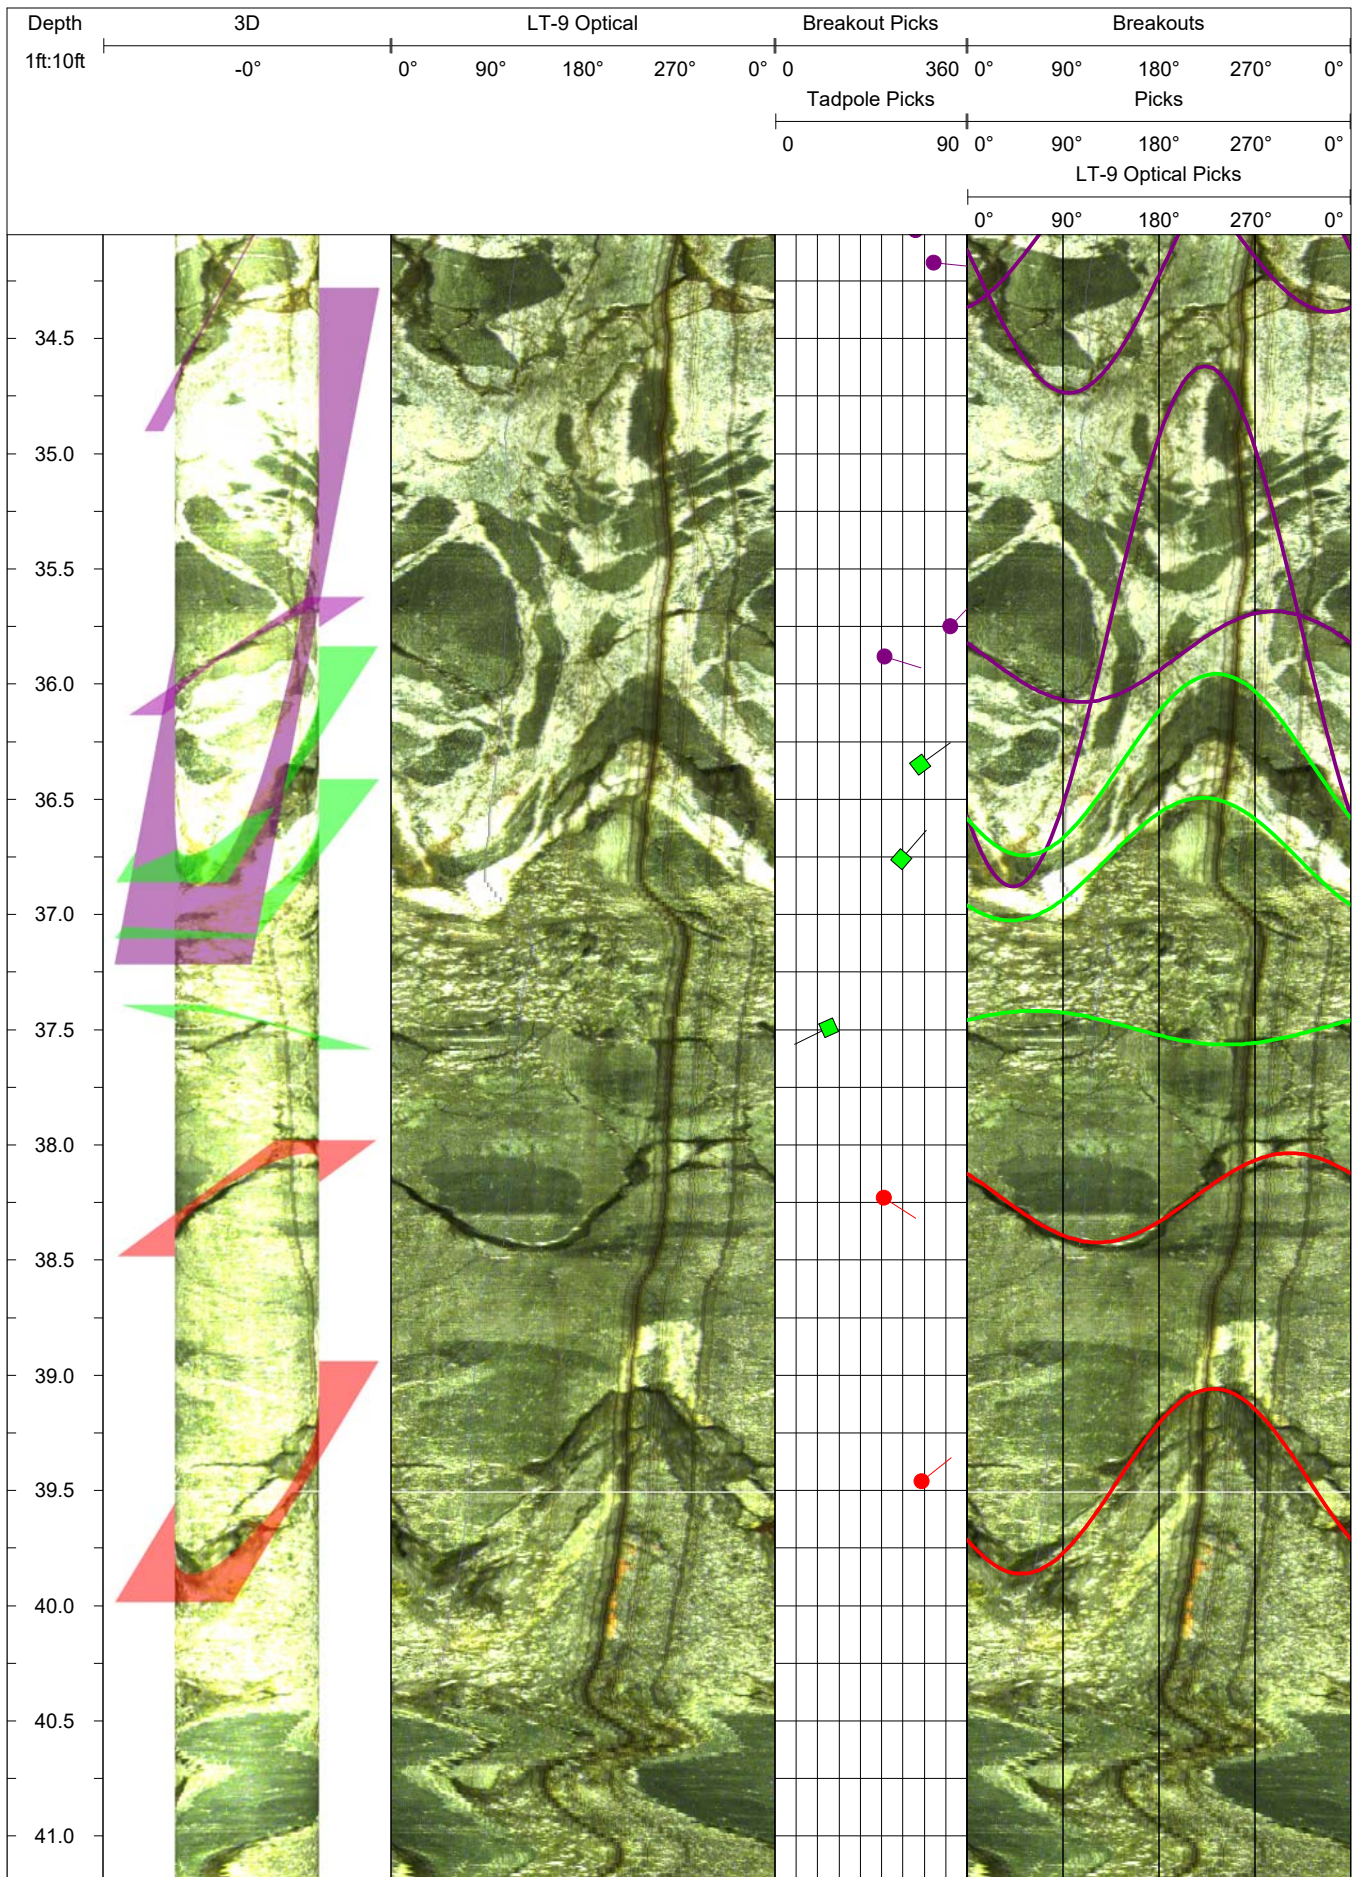 Depth 3D LT-9 Optical Breakout Picks Breakouts
1ft:10ft -0° 0° 90° 180° 270° 0° 0 360 0° 90° 180° 270° 0°
Tadpole Picks Picks
0 90 0° 90° 180° 270° 0°
LT-9 Optical Picks
0° 90° 180° 270° 0°
34.5
35.0
35.5
36.0
36.5
37.0
37.5
38.0
38.5
39.0
39.5
40.0
40.5
41.0